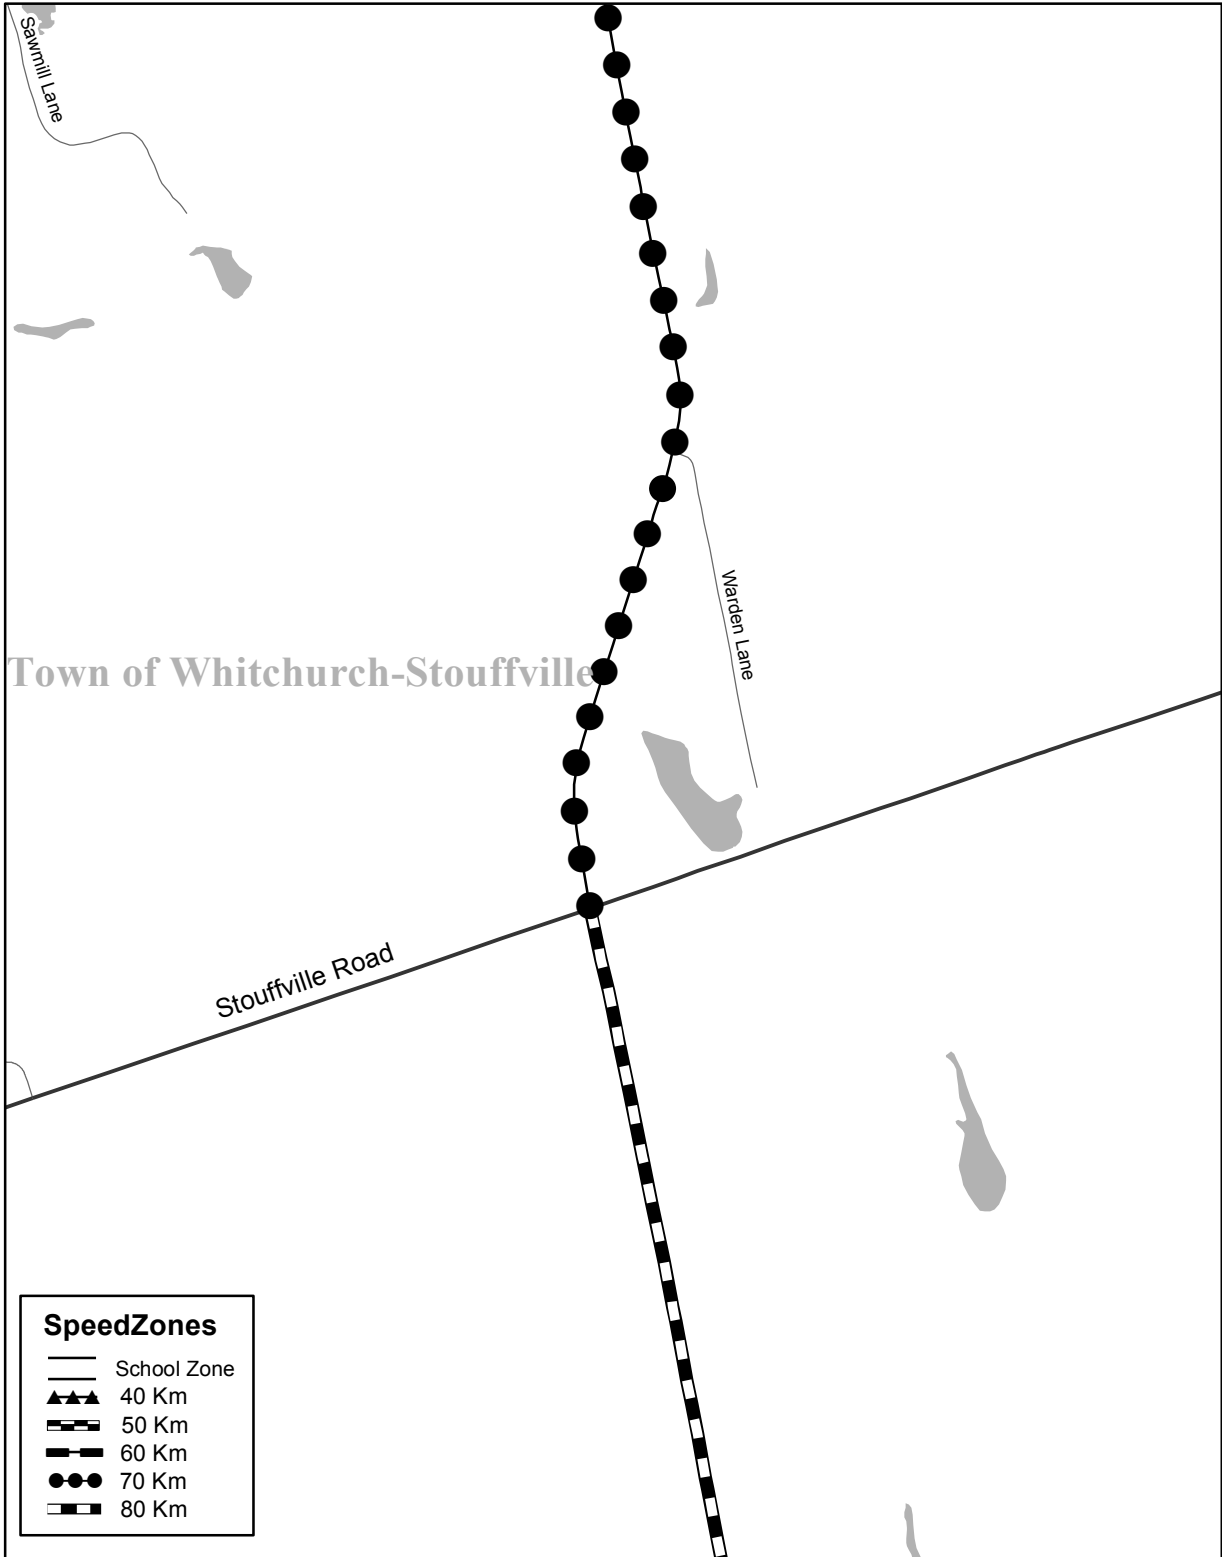 Sawmill Lane
Warden Lane
Town of Whitchurch-Stouffville
Stouffville Road
SpeedZones
School Zone
40 Km
50 Km
60 Km
70 Km
80 Km